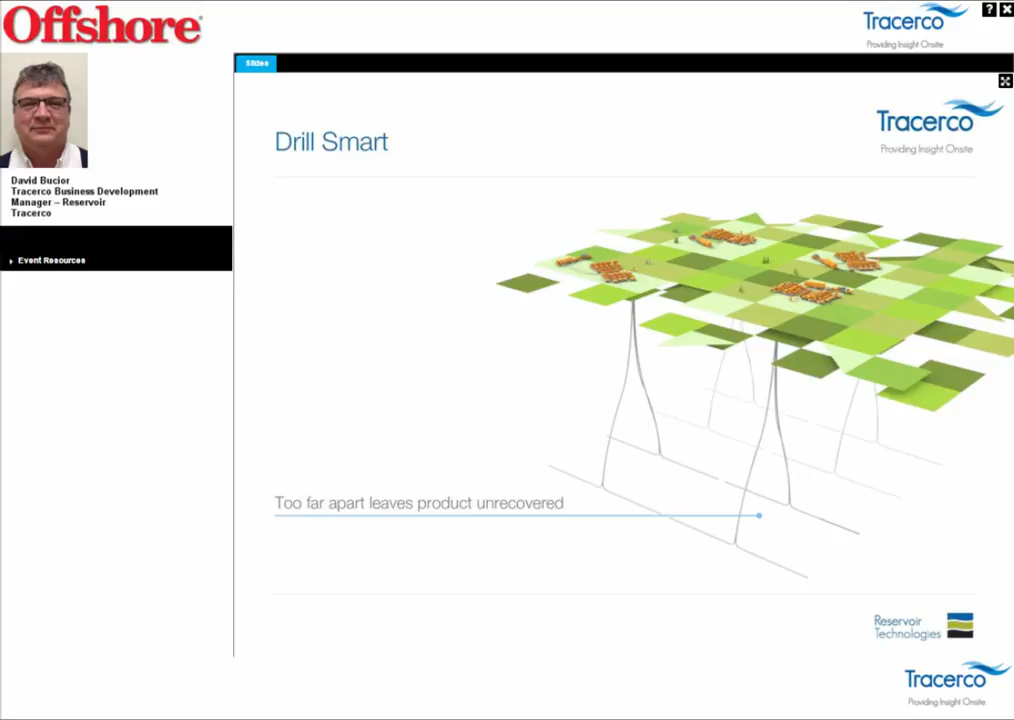 Offshore
Tracerco
Providing Insight Onsite
?
Slides
David Bucior
Tracerco Business Development
Manager – Reservoir
Tracerco
Event Resources
Tracerco
Providing Insight Onsite
Drill Smart
Too far apart leaves product unrecovered
Reservoir
Technologies
Tracerco
Providing Insight Onsite